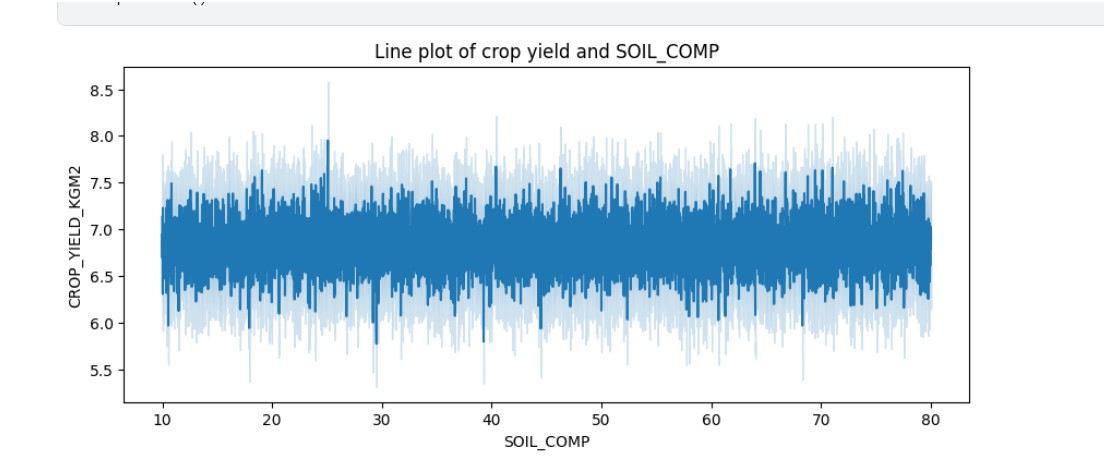 Line plot of crop yield and SOIL_COMP
8.5
8.0
7.5
7.0
6.5
6.0
5.5
CROP_YIELD_KGM2
10 20 30 40 50 60 70 80
SOIL_COMP